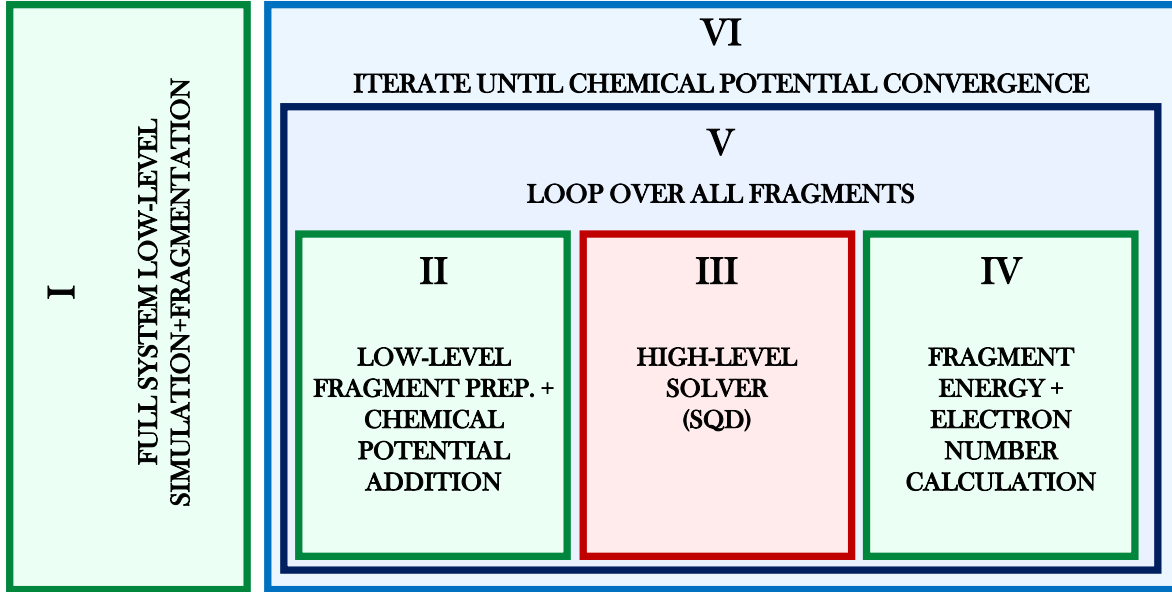 I
FULL SYSTEM LOW-LEVEL
SIMULATION+FRAGMENTATION
VI
ITERATE UNTIL CHEMICAL POTENTIAL CONVERGENCE
V
LOOP OVER ALL FRAGMENTS
II
LOW-LEVEL
FRAGMENT PREP. +
CHEMICAL
POTENTIAL
ADDITION
III
HIGH-LEVEL
SOLVER
(SQD)
IV
FRAGMENT
ENERGY +
ELECTRON
NUMBER
CALCULATION